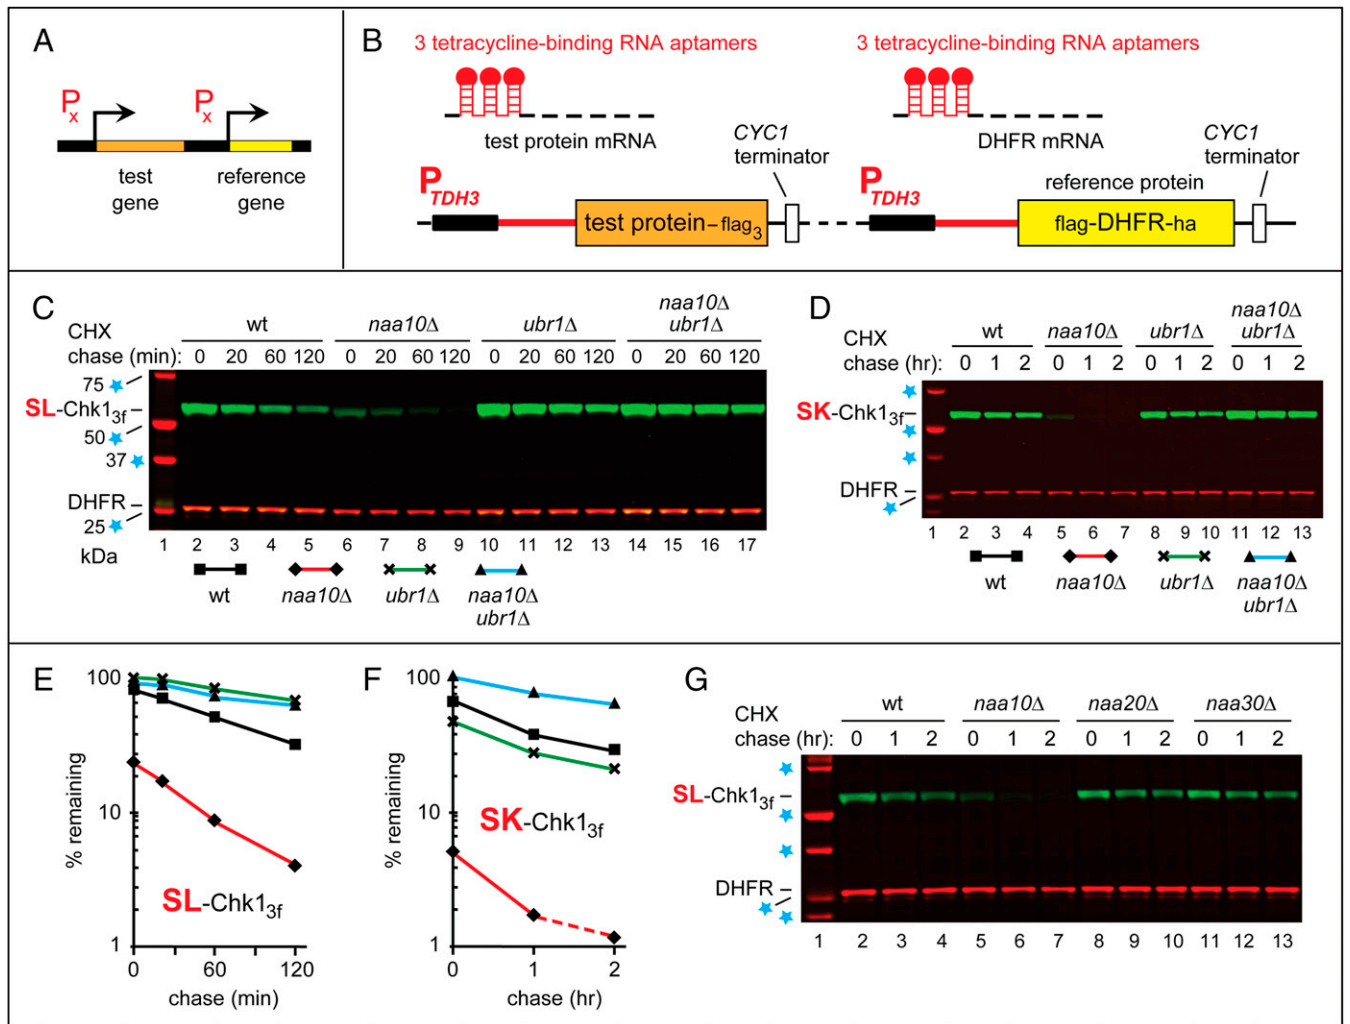 A
P
x
P
x
test
gene
reference
gene
B
3 tetracycline-binding RNA aptamers
3 tetracycline-binding RNA aptamers
test protein mRNA
CYC1
terminator
DHFR mRNA
CYC1
terminator
P
TDH3
P
TDH3
reference protein
test protein–flag3
flag-DHFR-ha
C
CHX
chase (min):
wt
naa10Δ
ubr1Δ
naa10Δ
ubr1Δ
0 20 60 120 0 20 60 120 0 20 60 120 0 20 60 120
75
SL-Chk13f
50
37
DHFR
25
kDa
1 2 3 4 5 6 7 8 9 10 11 12 13 14 15 16 17
wt
naa10Δ
ubr1Δ
naa10Δ
ubr1Δ
D
CHX
chase (hr):
wt
naa10Δ
ubr1Δ
naa10Δ
ubr1Δ
0 1 2 0 1 2 0 1 2 0 1 2
SK-Chk13f
DHFR
1 2 3 4 5 6 7 8 9 10 11 12 13
wt
naa10Δ
ubr1Δ
naa10Δ
ubr1Δ
E
100
10
1
% remaining
SL-Chk13f
0 60 120
chase (min)
F
100
10
1
% remaining
SK-Chk13f
0 1 2
chase (hr)
G
CHX
chase (hr):
wt
naa10Δ
naa20Δ
naa30Δ
0 1 2 0 1 2 0 1 2 0 1 2
SL-Chk13f
DHFR
1 2 3 4 5 6 7 8 9 10 11 12 13